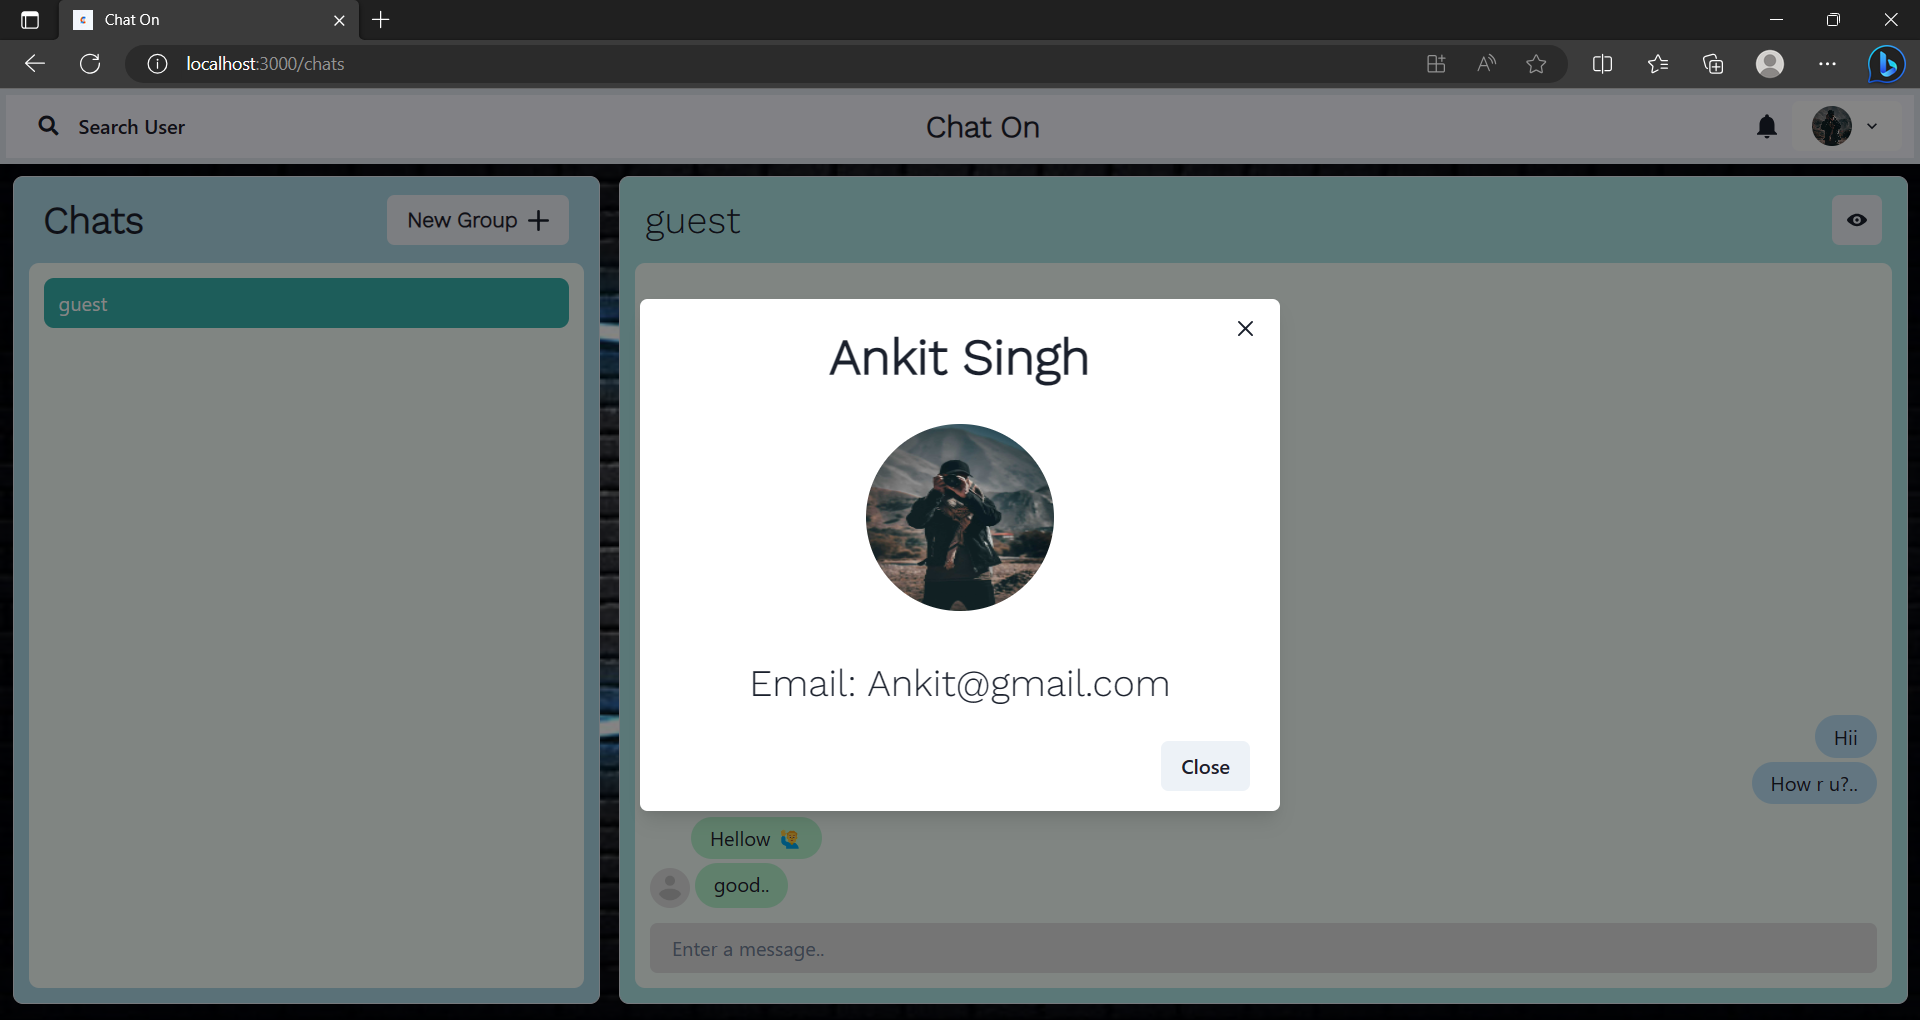 Chat On
localhost:3000/chats
Search User
Chat On
Chats
New Group
guest
guest
Ankit Singh
Email: Ankit@gmail.com
Close
Hii
How r u?..
Hellow 🙋‍♂️
good..
Enter a message..